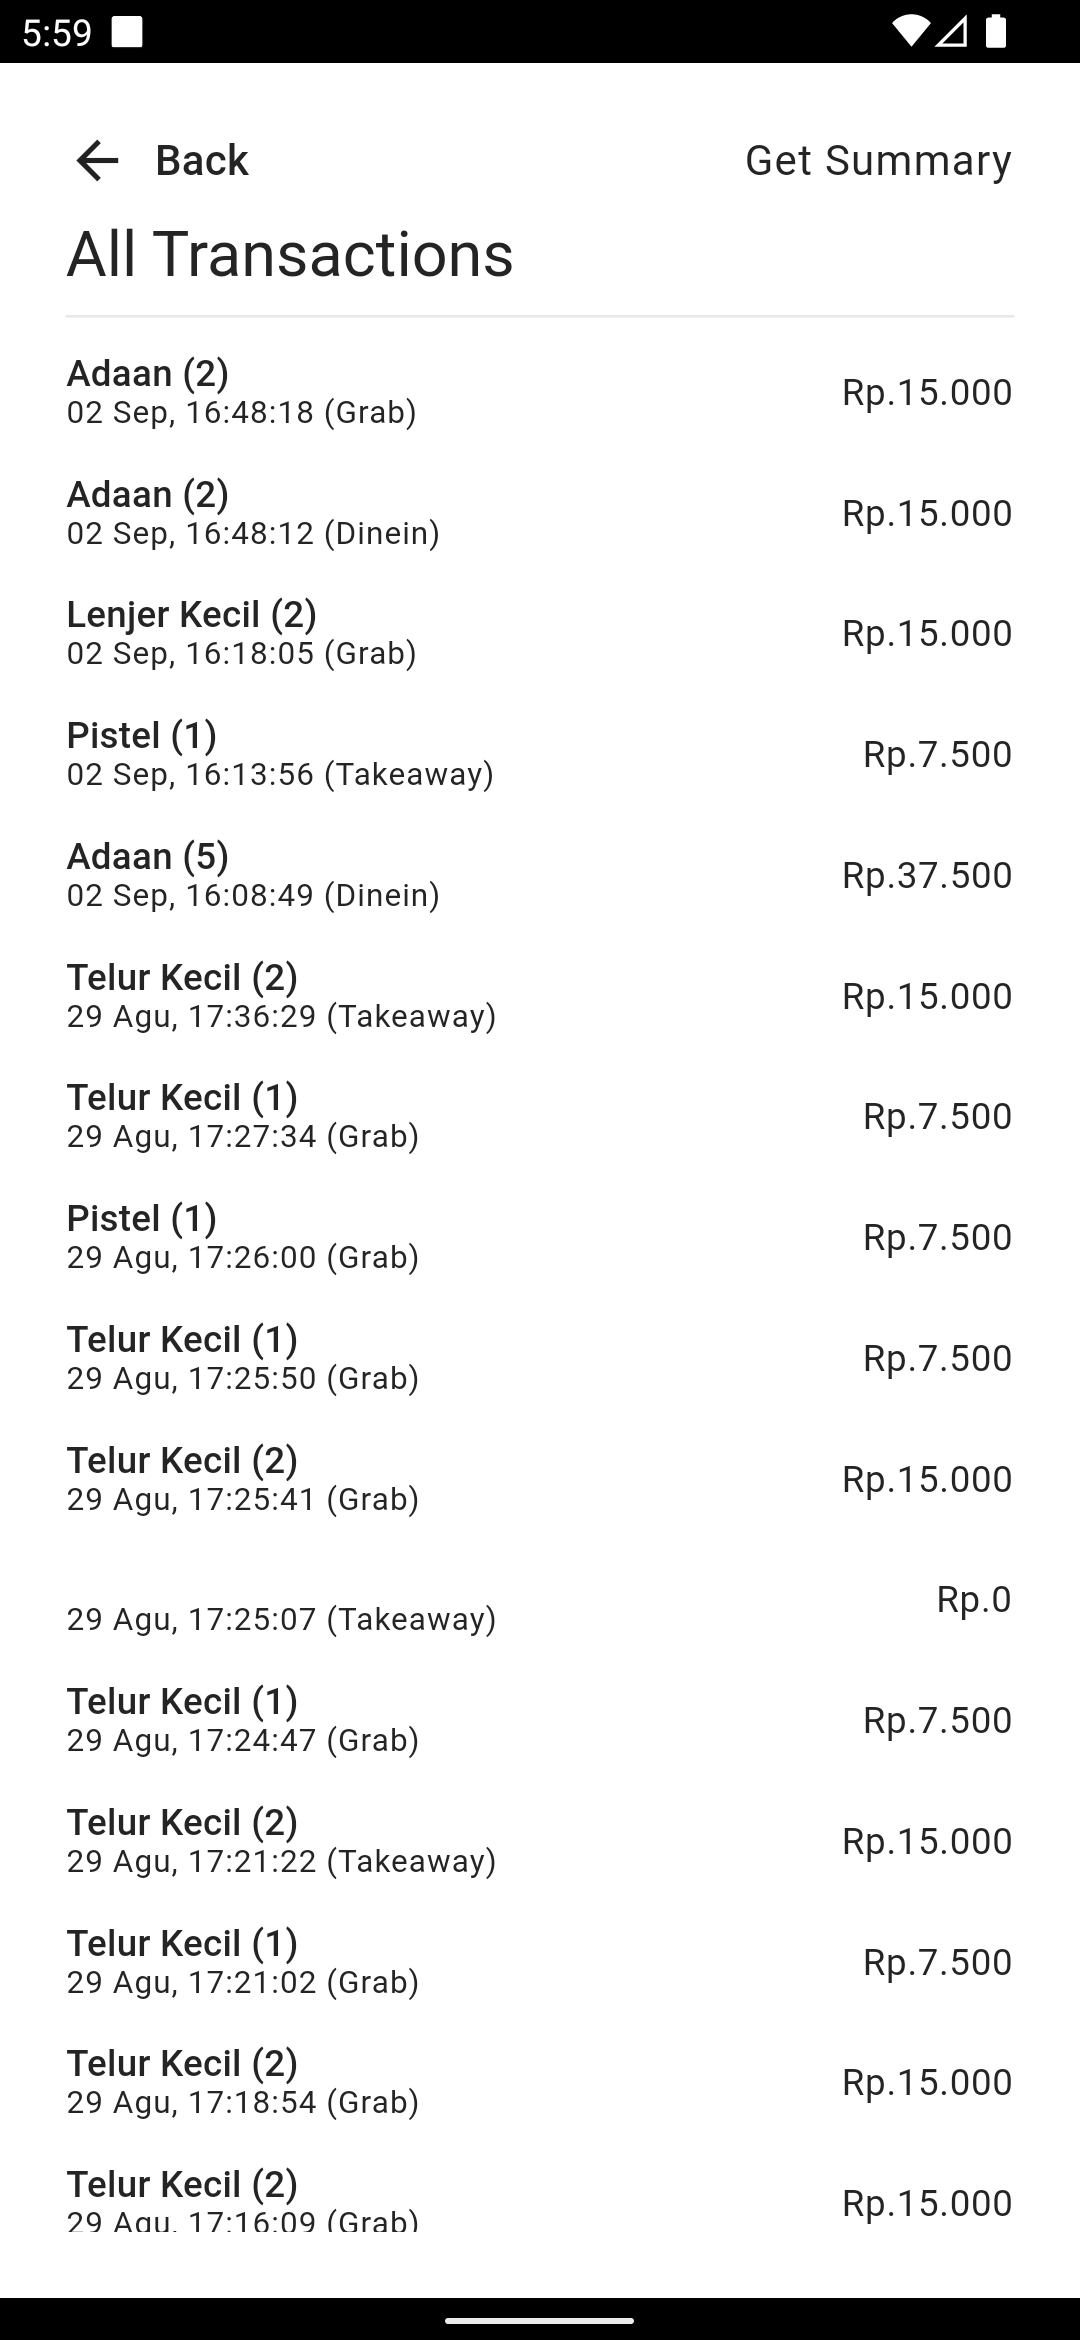 5:59
Back
Get Summary
All Transactions
Adaan (2)
02 Sep, 16:48:18 (Grab)
Rp.15.000
Adaan (2)
02 Sep, 16:48:12 (Dinein)
Rp.15.000
Lenjer Kecil (2)
02 Sep, 16:18:05 (Grab)
Rp.15.000
Pistel (1)
02 Sep, 16:13:56 (Takeaway)
Rp.7.500
Adaan (5)
02 Sep, 16:08:49 (Dinein)
Rp.37.500
Telur Kecil (2)
29 Agu, 17:36:29 (Takeaway)
Rp.15.000
Telur Kecil (1)
29 Agu, 17:27:34 (Grab)
Rp.7.500
Pistel (1)
29 Agu, 17:26:00 (Grab)
Rp.7.500
Telur Kecil (1)
29 Agu, 17:25:50 (Grab)
Rp.7.500
Telur Kecil (2)
29 Agu, 17:25:41 (Grab)
Rp.15.000
29 Agu, 17:25:07 (Takeaway)
Rp.0
Telur Kecil (1)
29 Agu, 17:24:47 (Grab)
Rp.7.500
Telur Kecil (2)
29 Agu, 17:21:22 (Takeaway)
Rp.15.000
Telur Kecil (1)
29 Agu, 17:21:02 (Grab)
Rp.7.500
Telur Kecil (2)
29 Agu, 17:18:54 (Grab)
Rp.15.000
Telur Kecil (2)
29 Agu, 17:16:09 (Grab)
Rp.15.000